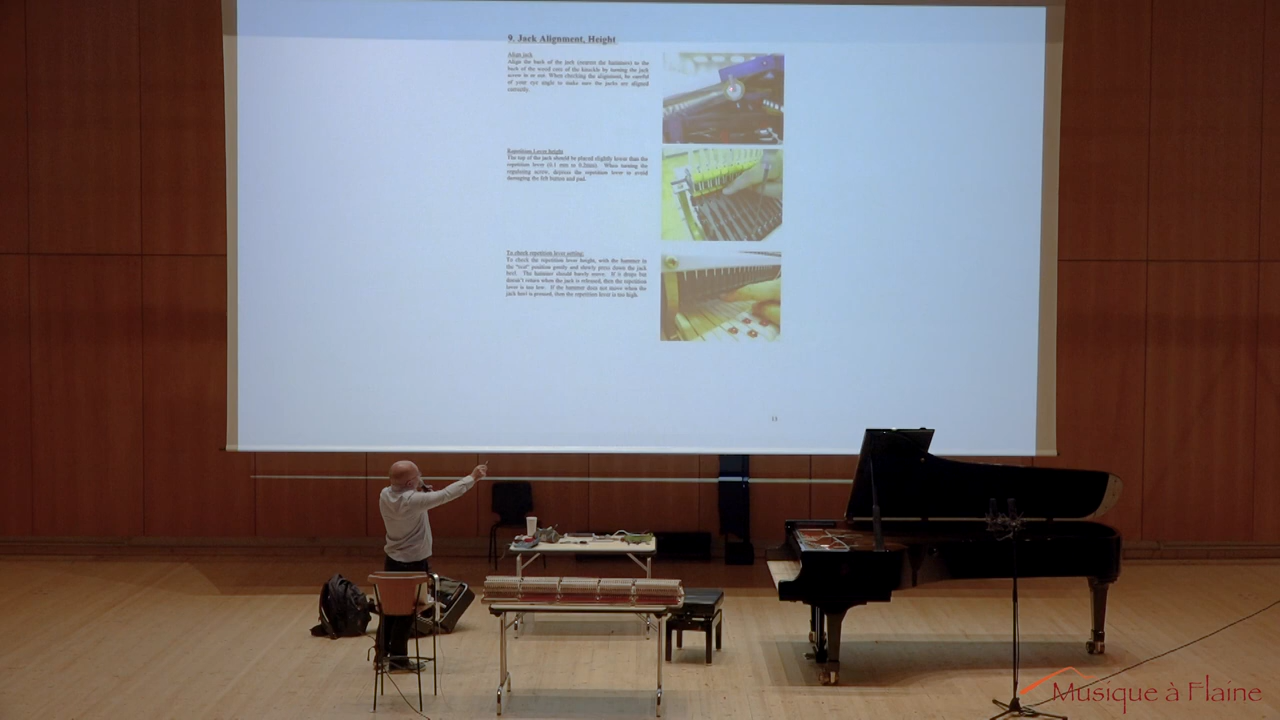 9. Jack Alignment, Height
Align jack
Align the back of the jack (nearest the hammer) to the
back of the wood core of the knuckle by turning the jack
screw in or out. When checking the alignment, be careful
of your eye angle to make sure the jacks are aligned
correctly.
Repetition Lever height
The top of the jack should be placed slightly lower than the
repetition lever (0.1 mm to 0.2mm). When turning the
regulating screw, depress the repetition lever to avoid
damaging the felt button and pad.
To check repetition lever setting:
To check the repetition lever height, with the hammer in
the "rest" position gently and slowly press down the jack
heel. The hammer should barely move. If it drops but
doesn't return when the jack is released, then the repetition
lever is too low. If the hammer does not move when the
jack heel is pressed, then the repetition lever is too high.
13
Musique à Flaine